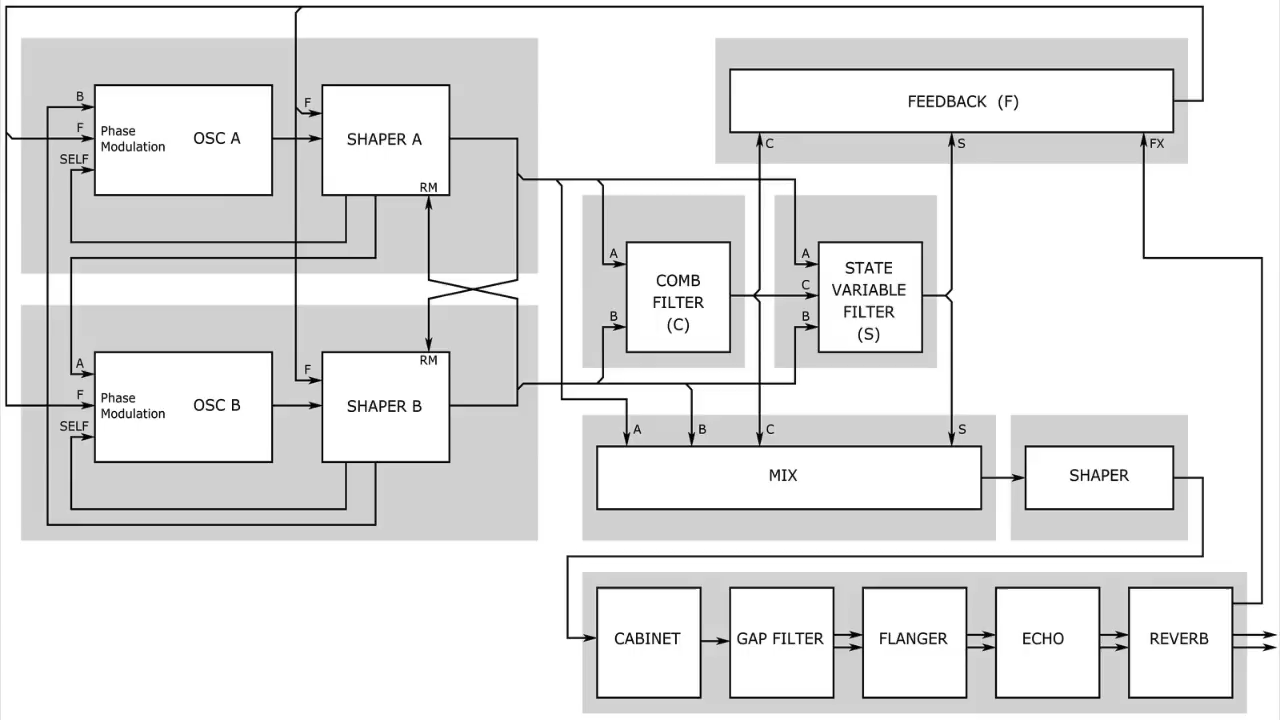 B
F
SELF
Phase
Modulation
OSC A
F
SHAPER A
RM
FEEDBACK (F)
C
S
FX
A
B
COMB
FILTER
(C)
A
C
B
STATE
VARIABLE
FILTER
(S)
A
F
SELF
Phase
Modulation
OSC B
F
RM
SHAPER B
A
B
C
S
MIX
SHAPER
CABINET
GAP FILTER
FLANGER
ECHO
REVERB